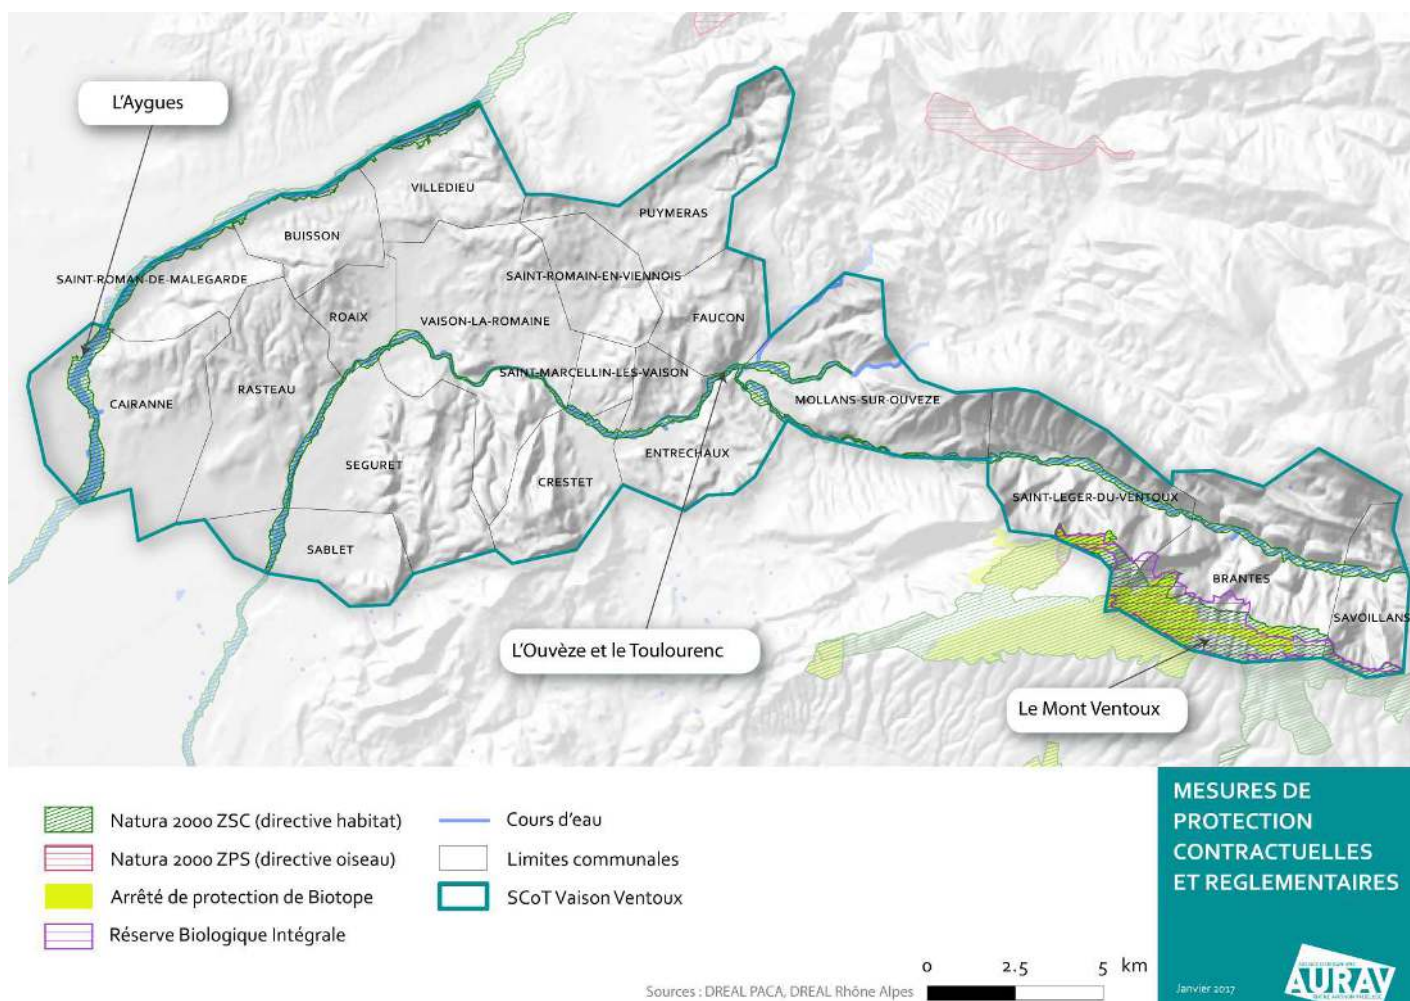 L'Aygues
VILLEDIEU
PUYMERAS
BUISSON
SAINT-ROMAN-DE-MALEGARDE
SAINT-ROMAIN-EN-VIENNOIS
ROAIX
VAISON-LA-ROMAINE
FAUCON
SAINT-MARCELLIN-LES-VAISON
RASTEAU
CAIRANNE
MOLLANS-SUR-OUVEZE
SEGURET
CRESTET
ENTRECHAUX
SAINT-LEGER-DU-VENTOUX
SABLET
BRANTES
SAVOILLANS
L'Ouvèze et le Toulourenc
Le Mont Ventoux
Natura 2000 ZSC (directive habitat)
Natura 2000 ZPS (directive oiseau)
Arrêté de protection de Biotope
Réserve Biologique Intégrale
Cours d'eau
Limites communales
SCoT Vaison Ventoux
MESURES DE
PROTECTION
CONTRACTUELLES
ET REGLEMENTAIRES
0 2.5 5 km
Sources : DREAL PACA, DREAL Rhône Alpes
Janvier 2017
AURAV